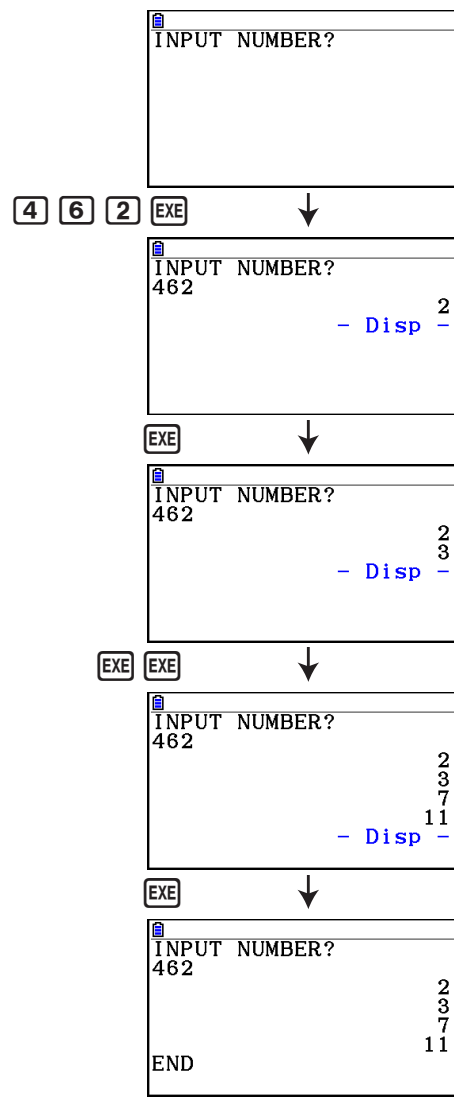 INPUT NUMBER?
4 6 2 EXE
INPUT NUMBER?
462
2
- Disp -
EXE
INPUT NUMBER?
462
2
3
- Disp -
EXE EXE
INPUT NUMBER?
462
2
3
7
11
- Disp -
EXE
INPUT NUMBER?
462
2
3
7
11
END